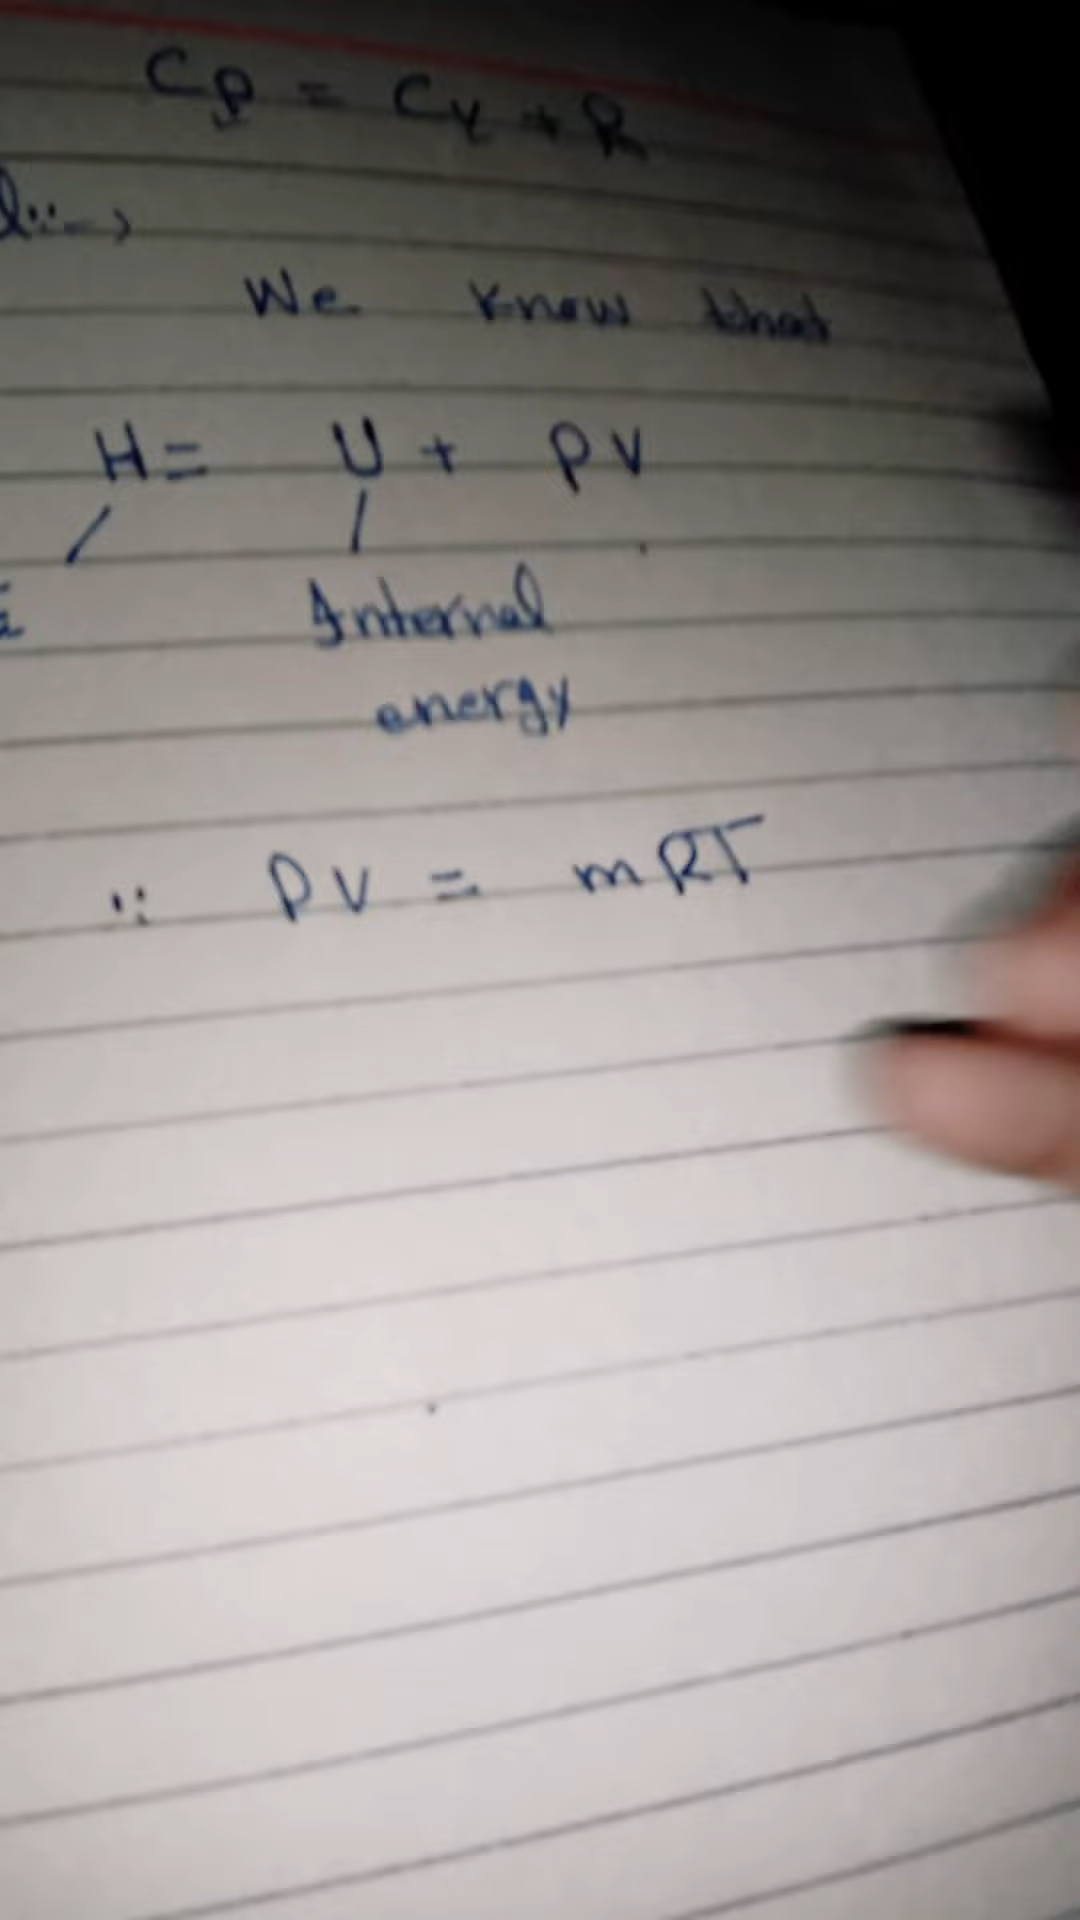 Cp = Cv + R
We know that
H = U + PV
Internal
energy
∵ PV = mRT